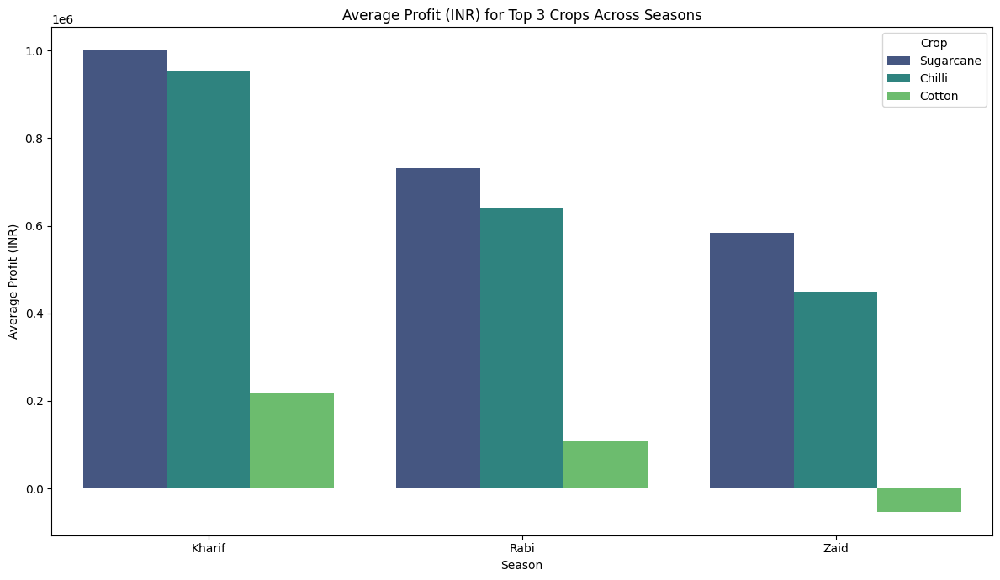 Average Profit (INR) for Top 3 Crops Across Seasons
1e6
Crop
Sugarcane
Chilli
Cotton
1.0
0.8
0.6
0.4
0.2
0.0
Average Profit (INR)
Kharif Rabi Zaid
Season